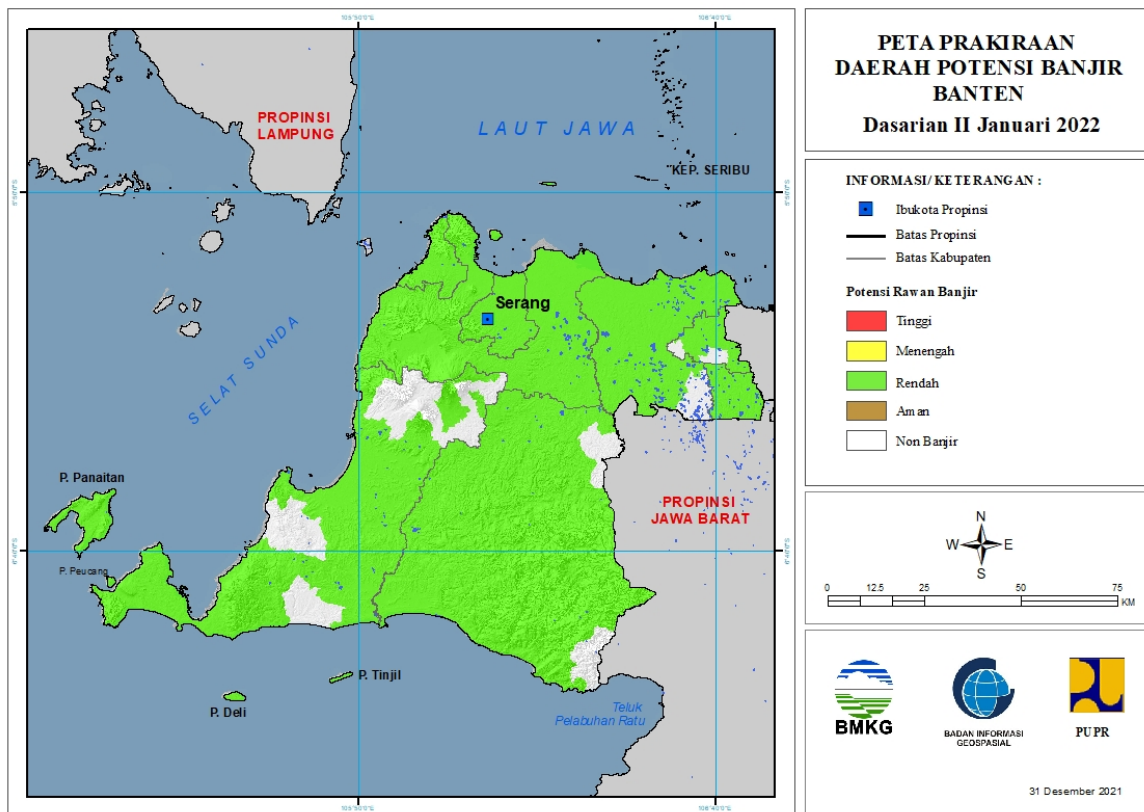 PETA PRAKIRAAN
DAERAH POTENSI BANJIR
BANTEN
Dasarian II Januari 2022
INFORMASI/ KETERANGAN :
Ibukota Propinsi
Batas Propinsi
Batas Kabupaten
Potensi Rawan Banjir
Tinggi
Menengah
Rendah
Aman
Non Banjir
N
W E
S
0 12.5 25 50 75
KM
BMKG
BADAN INFORMASI
GEOSPASIAL
PUPR
31 Desember 2021
PROPINSI
LAMPUNG
LAUT JAWA
KEP. SERIBU
Serang
SELAT SUNDA
P. Panaitan
P. Peucang
PROPINSI
JAWA BARAT
P. Tinjil
P. Deli
Teluk
Pelabuhan Ratu